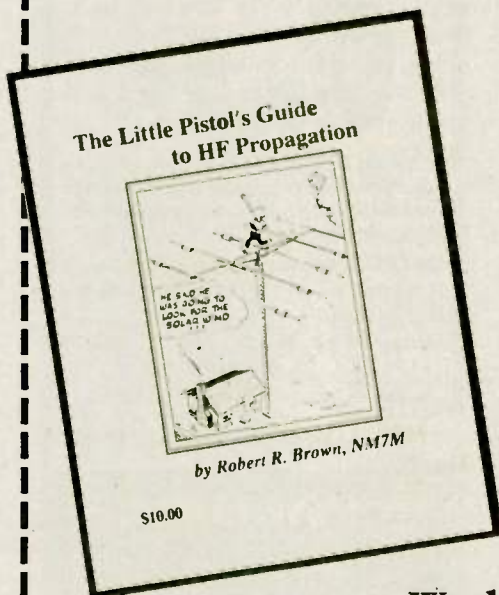 The Little Pistol's Guide
to HF Propagation
HE SAID HE
WAS GOING TO
LOOK FOR THE
SOLAR WIND
by Robert R. Brown, NM7M
$10.00